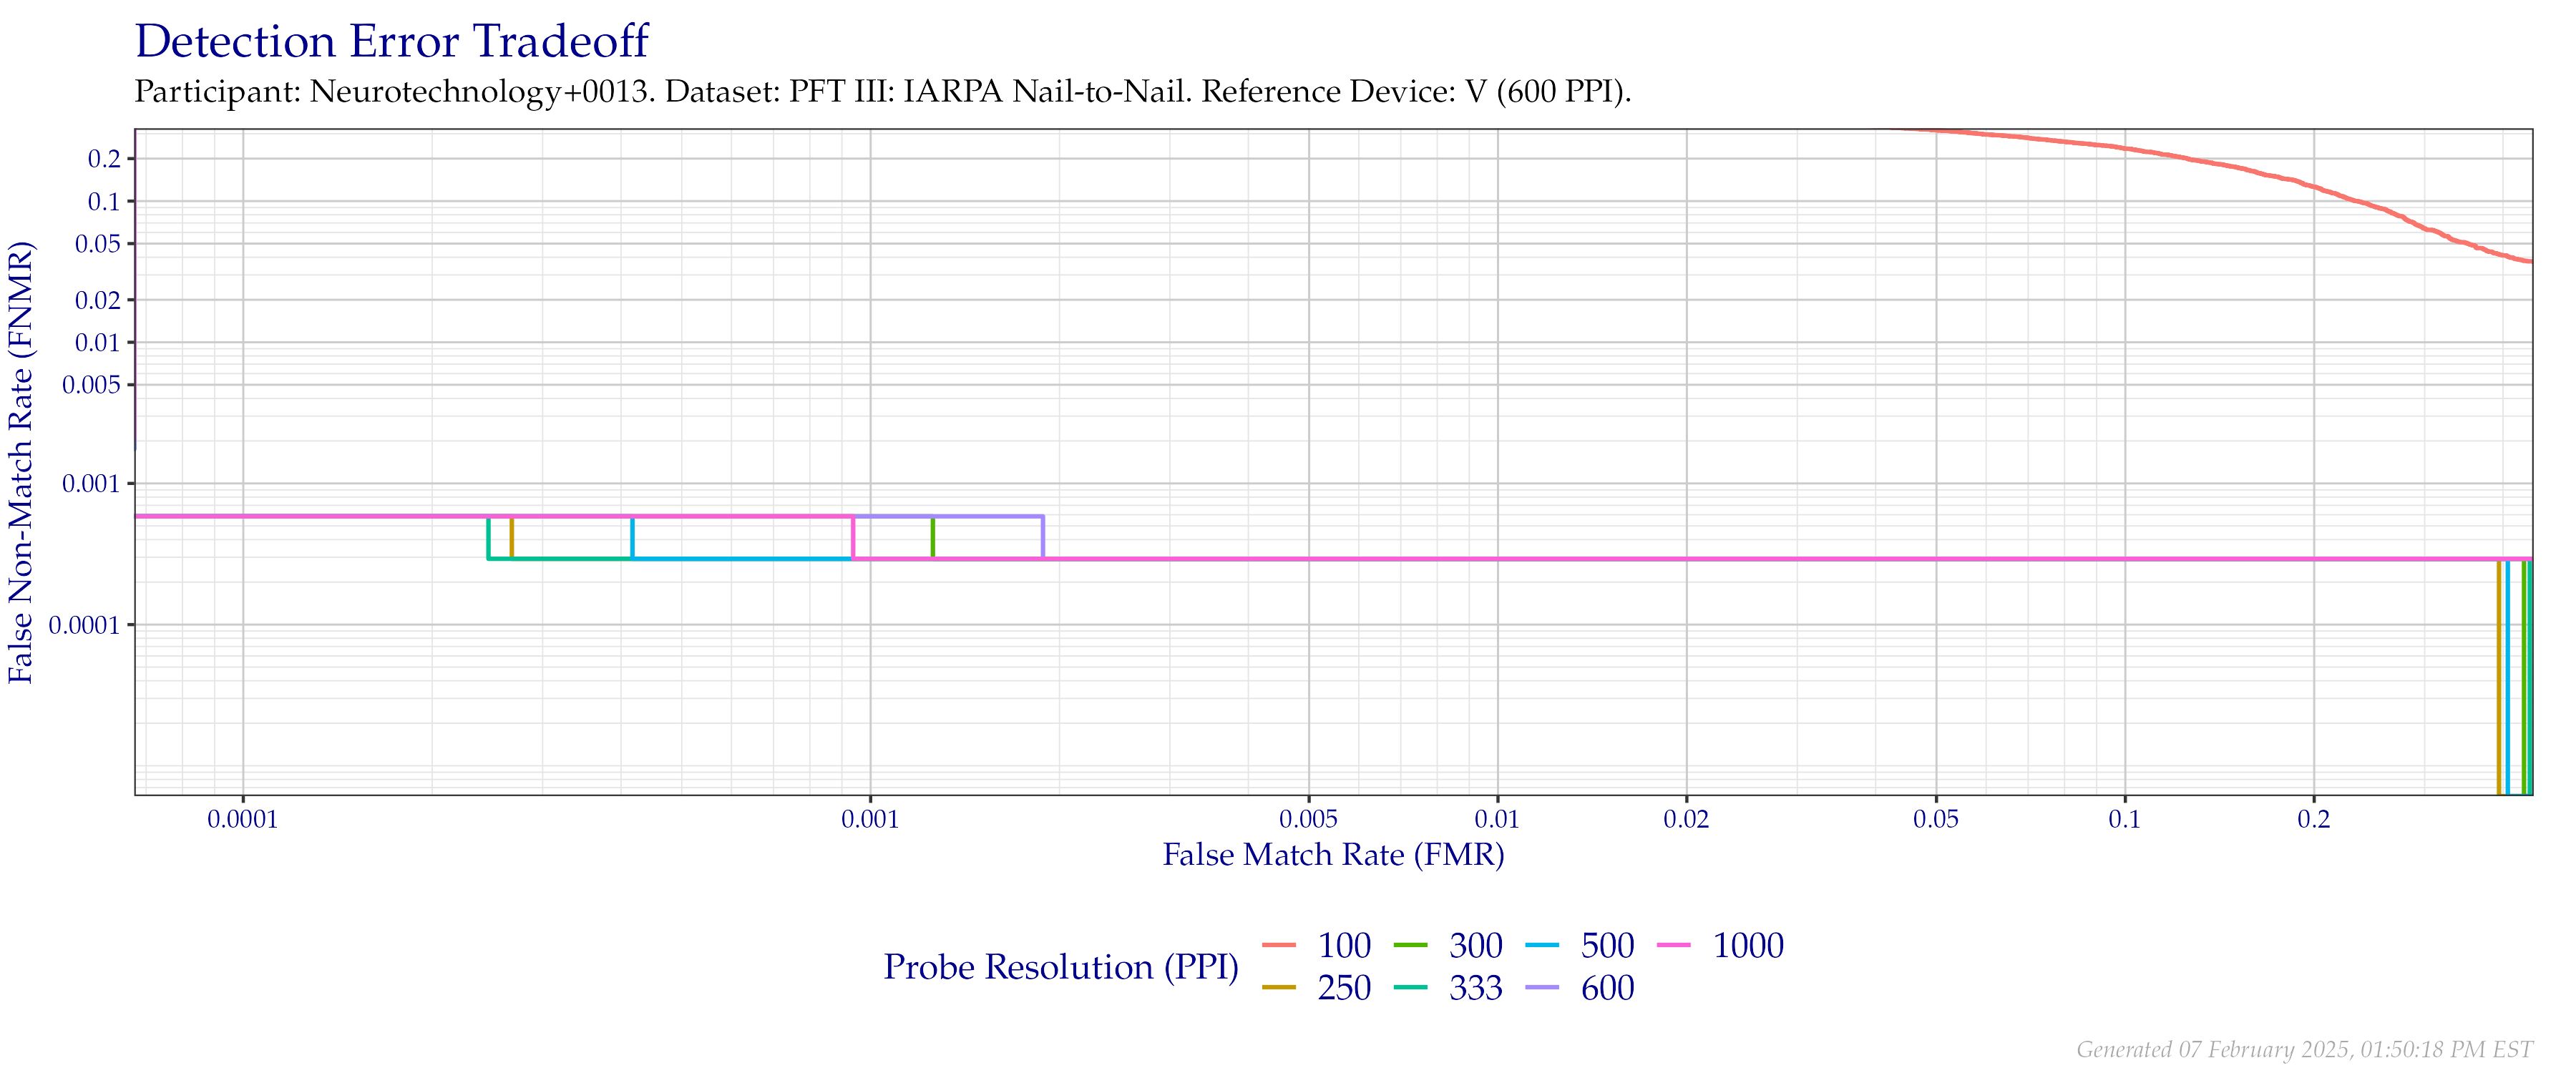 Detection Error Tradeoff
Participant: Neurotechnology+0013. Dataset: PFT III: IARPA Nail-to-Nail. Reference Device: V (600 PPI).
False Non-Match Rate (FNMR)
0.2
0.1
0.05
0.02
0.01
0.005
0.001
0.0001
0.0001 0.001 0.005 0.01 0.02 0.05 0.1 0.2
False Match Rate (FMR)
Probe Resolution (PPI)
100 300 500 1000
250 333 600
Generated 07 February 2025, 01:50:18 PM EST